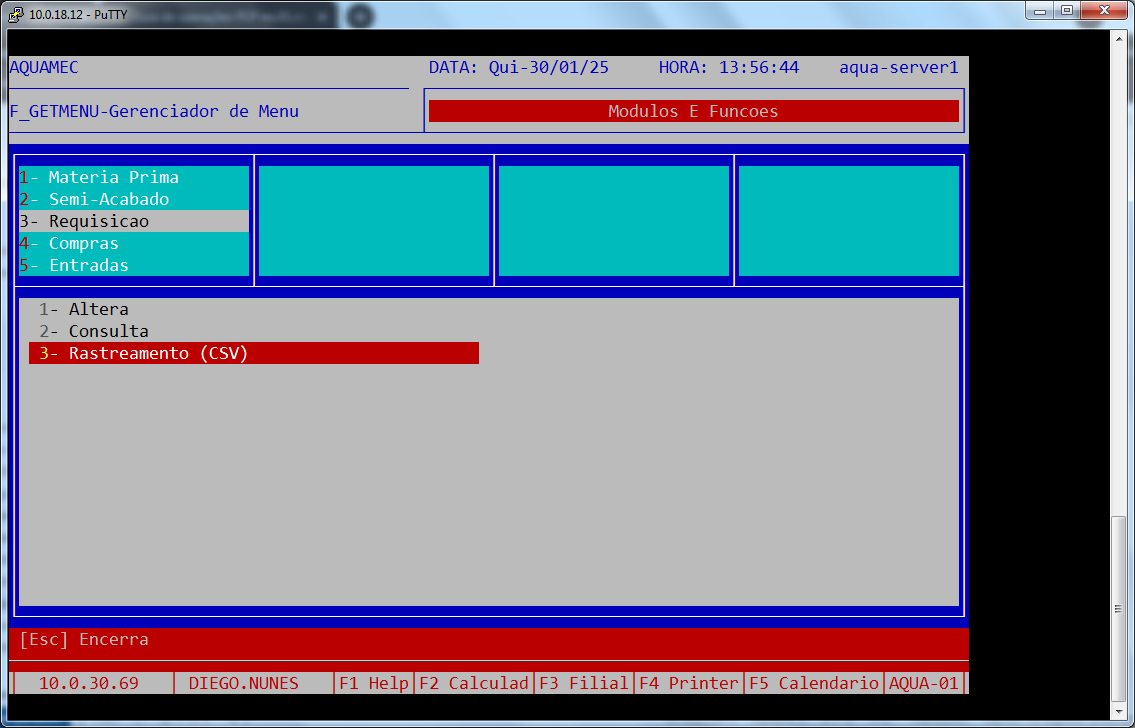 10.0.18.12 - PuTTY
AQUAMEC DATA: Qui-30/01/25 HORA: 13:56:44 aqua-server1
F_GETMENU-Gerenciador de Menu Modulos E Funcoes
1- Materia Prima
2- Semi-Acabado
3- Requisicao
4- Compras
5- Entradas
1- Altera
2- Consulta
3- Rastreamento (CSV)
[Esc] Encerra
10.0.30.69 DIEGO.NUNES F1 Help F2 Calculad F3 Filial F4 Printer F5 Calendario AQUA-01